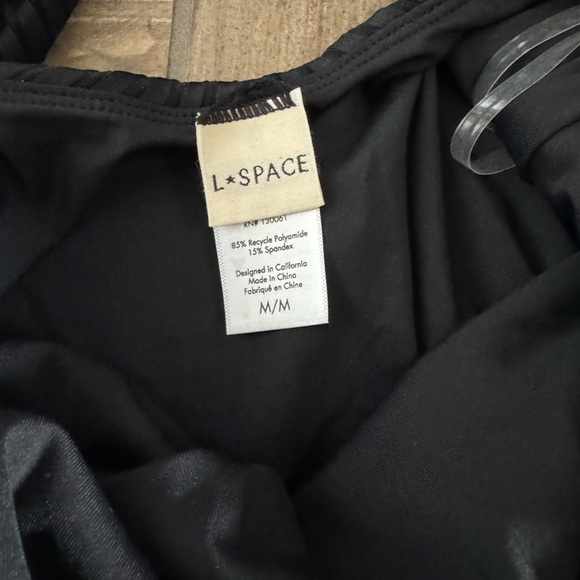 L★SPACE
RN# 130061
85% Recycle Polyamide
15% Spandex
Designed in California
Made in China
Fabriqué en Chine
M/M